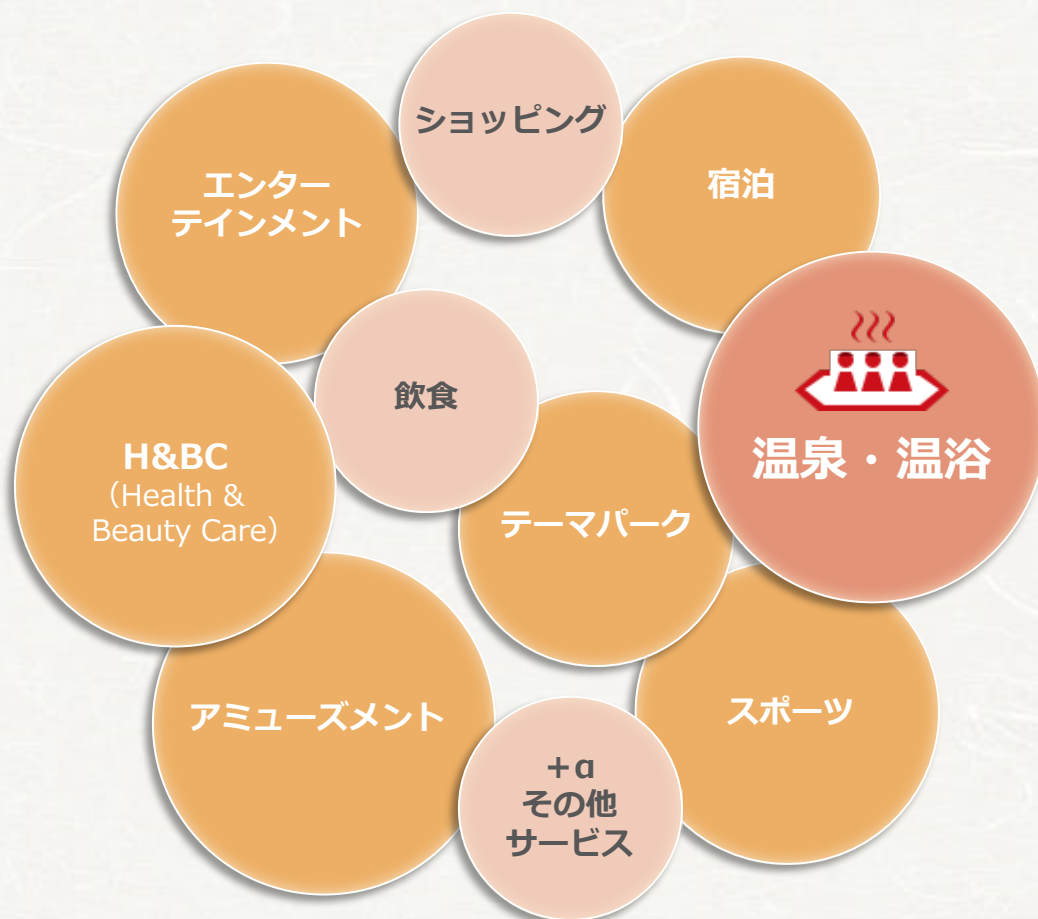 ショッピング
エンター
テインメント
宿泊
飲食
温泉・温浴
H&BC
（Health &
Beauty Care）
テーマパーク
アミューズメント
スポーツ
＋α
その他
サービス